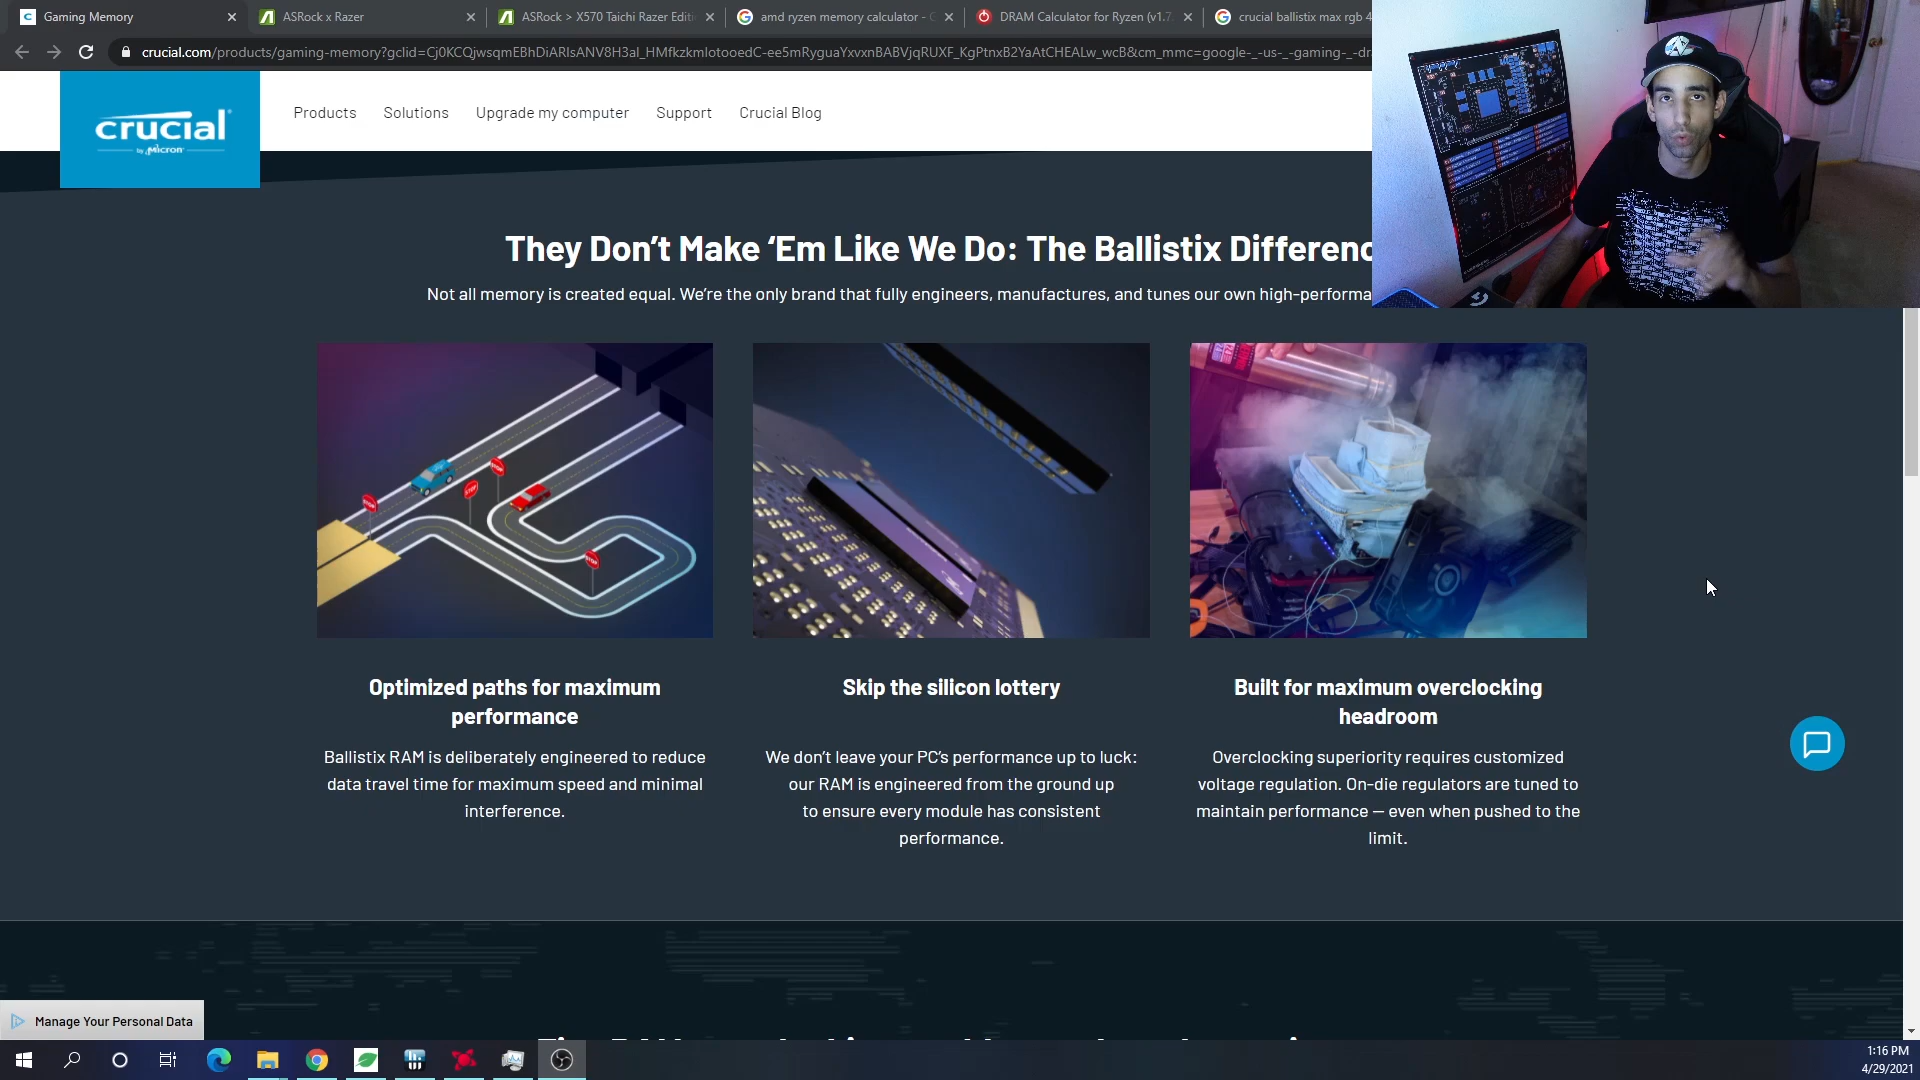 Gaming Memory
ASRock x Razer
ASRock > X570 Taichi Razer Editi
amd ryzen memory calculator - G
DRAM Calculator for Ryzen (v1.7.
crucial ballistix max rgb 4
crucial.com/products/gaming-memory?gclid=
crucial
by Micron
Products
Solutions
Upgrade my computer
Support
Crucial Blog
They Don’t Make ‘Em Like We Do: The Ballistix Differenc
Not all memory is created equal. We’re the only brand that fully engineers, manufactures, and tunes our own high-performa
STOP
STOP
STOP
STOP
Optimized paths for maximum
performance
Skip the silicon lottery
Built for maximum overclocking
headroom
Ballistix RAM is deliberately engineered to reduce
data travel time for maximum speed and minimal
interference.
We don’t leave your PC’s performance up to luck:
our RAM is engineered from the ground up
to ensure every module has consistent
performance.
Overclocking superiority requires customized
voltage regulation. On-die regulators are tuned to
maintain performance — even when pushed to the
limit.
Manage Your Personal Data
1:16 PM
4/29/2021